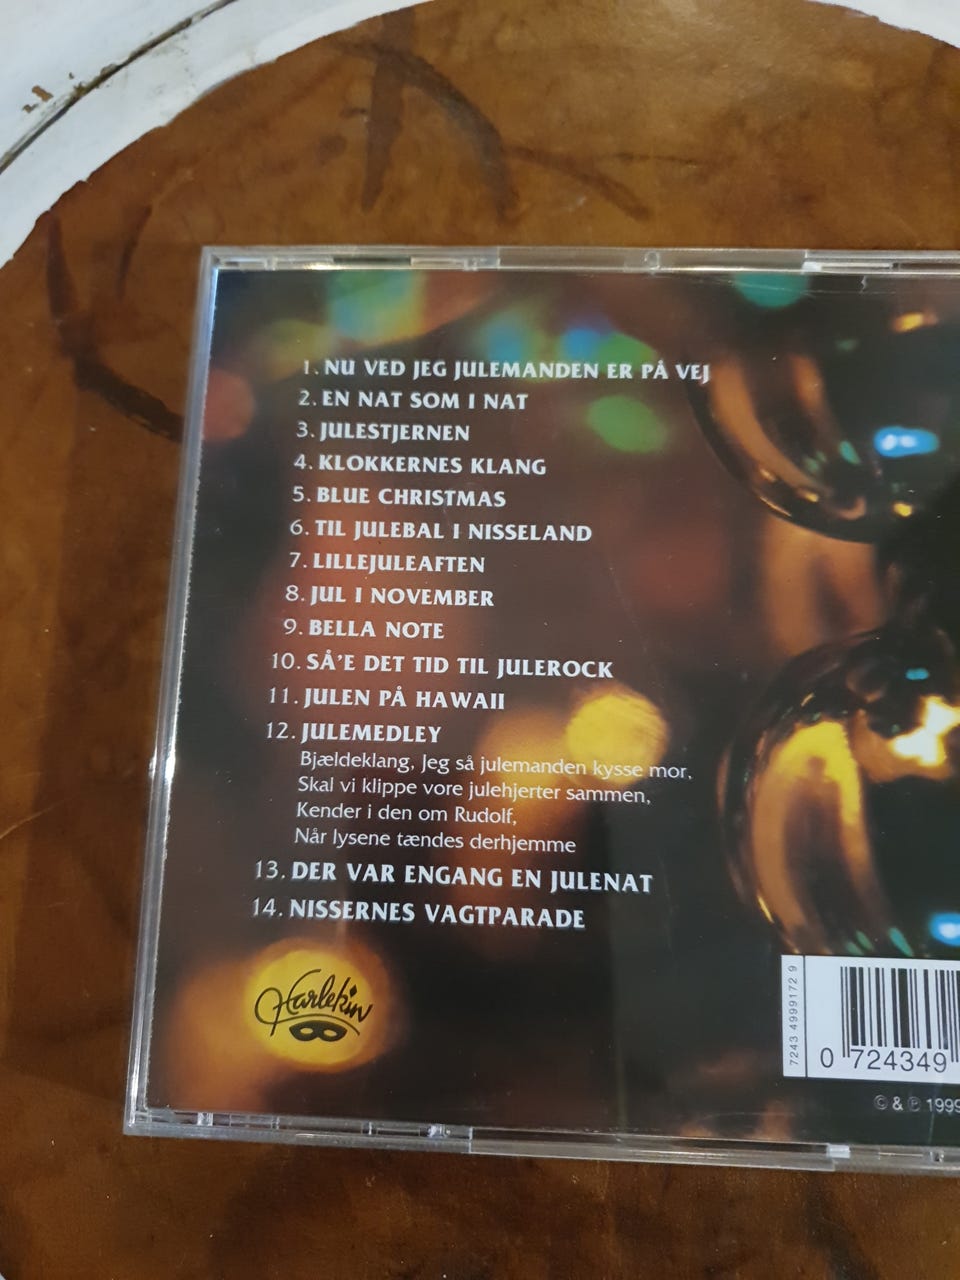 1. NU VED JEG JULEMANDEN ER PÅ VEJ
2. EN NAT SOM I NAT
3. JULESTJERNEN
4. KLOKKERNES KLANG
5. BLUE CHRISTMAS
6. TIL JULEBAL I NISSELAND
7. LILLEJULEAFTEN
8. JUL I NOVEMBER
9. BELLA NOTE
10. SÅ'E DET TID TIL JULEROCK
11. JULEN PÅ HAWAII
12. JULEMEDLEY
Bjældeklang, Jeg så julemanden kysse mor,
Skal vi klippe vore julehjerter sammen,
Kender i den om Rudolf,
Når lysene tændes derhjemme
13. DER VAR ENGANG EN JULENAT
14. NISSERNES VAGTPARADE
Harlekin
7243 4999172 9
0 724349
© & ℗ 1999